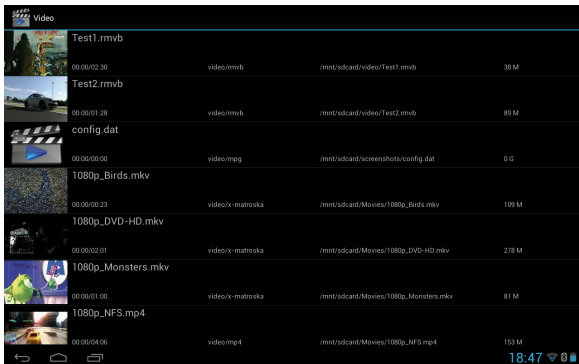 Video
Test1.rmvb
00:00/02:30 video/rmvb /mnt/sdcard/video/Test1.rmvb 38 M
Test2.rmvb
00:00/01:28 video/rmvb /mnt/sdcard/video/Test2.rmvb 89 M
config.dat
00:00/00:00 video/mpg /mnt/sdcard/screenshots/config.dat 0 G
1080p_Birds.mkv
00:00/00:23 video/x-matroska /mnt/sdcard/Movies/1080p_Birds.mkv 109 M
1080p_DVD-HD.mkv
00:00/02:01 video/x-matroska /mnt/sdcard/Movies/1080p_DVD-HD.mkv 278 M
1080p_Monsters.mkv
00:00/01:00 video/x-matroska /mnt/sdcard/Movies/1080p_Monsters.mkv 81 M
1080p_NFS.mp4
00:00/04:06 video/mp4 /mnt/sdcard/Movies/1080p_NFS.mp4 153 M
18:47